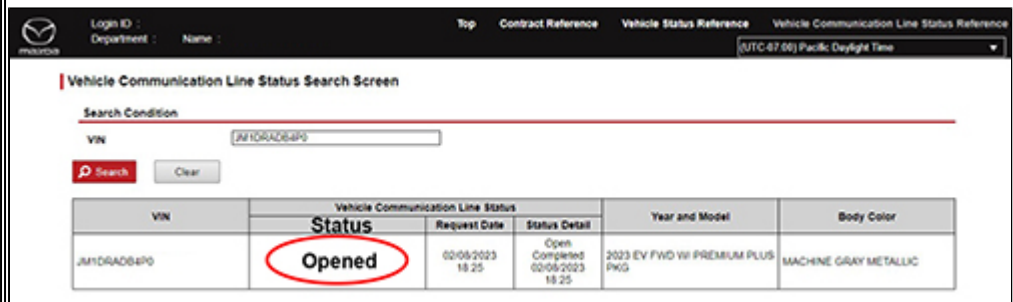 Login ID : Top Contract Reference Vehicle Status Reference Vehicle Communication Line Status Reference
Department : Name :
mazda
(UTC-07:00) Pacific Daylight Time
Vehicle Communication Line Status Search Screen
Search Condition
VIN JM1DRADB4P0
Search Clear
VIN Vehicle Communication Line Status Year and Model Body Color
Status Request Date Status Detail
JM1DRADB4P0 Opened 02/08/2023 18:25 Open Completed 02/08/2023 18:25 2023 EV FWD W/ PREMIUM PLUS PKG MACHINE GRAY METALLIC